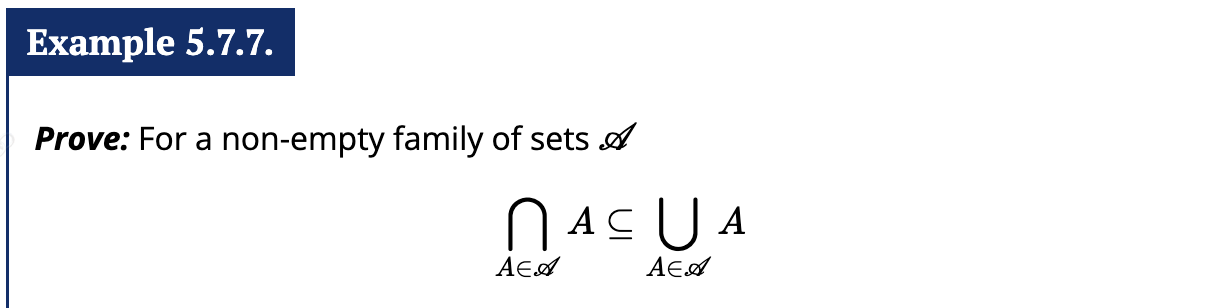 Example 5.7.7.
Prove: For a non-empty family of sets 𝒜
⋂ A ⊆ ⋃ A
A∈𝒜 A∈𝒜